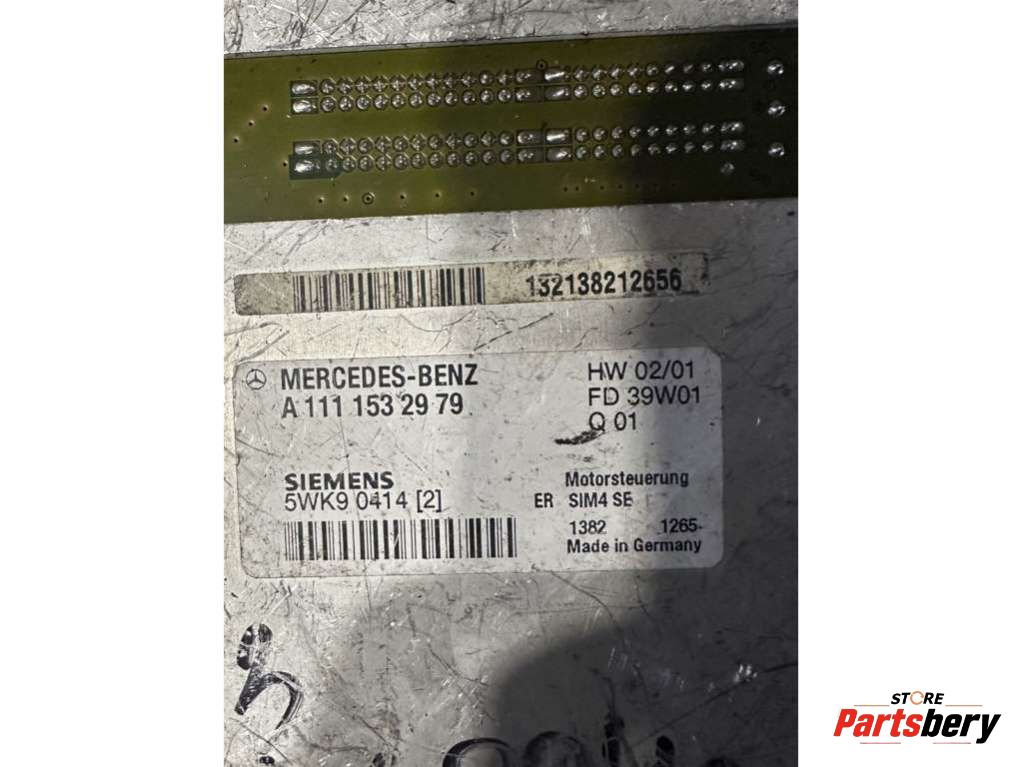 132138212656
MERCEDES-BENZ
A 111 153 29 79
HW 02/01
FD 39W01
Q 01
SIEMENS
5WK9 0414 [2]
Motorsteuerung
ER SIM4 SE
1382 1265
Made in Germany
STORE
Partsbery